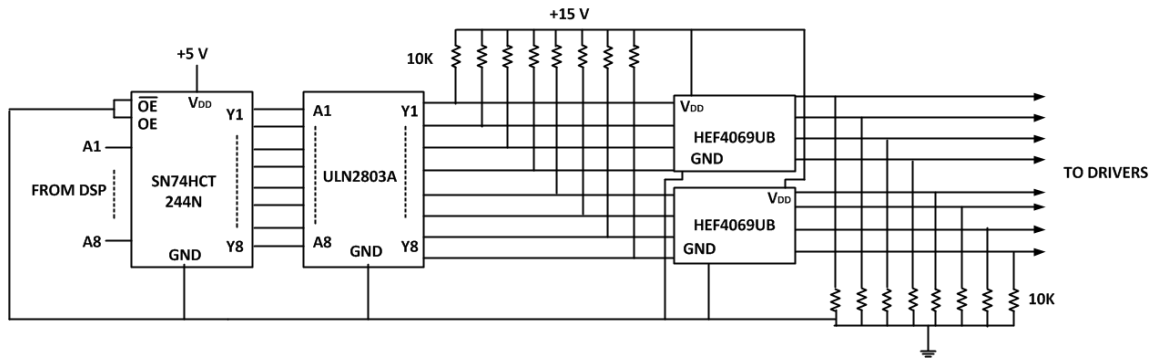 +15 V
10K
+5 V
OE
OE
VDD
Y1
A1
FROM DSP
SN74HCT
244N
A8
Y8
GND
A1
Y1
ULN2803A
A8
GND
Y8
VDD
HEF4069UB
GND
VDD
HEF4069UB
GND
TO DRIVERS
10K